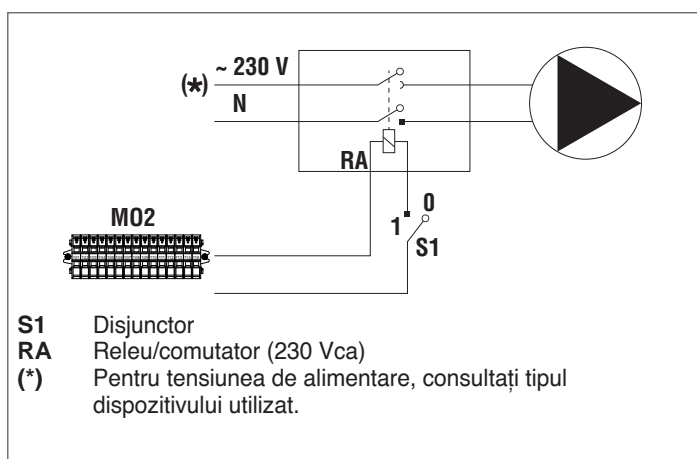 ~ 230 V
(*)
N
RA
M02
0
1
S1
S1 Disjunctor
RA Releu/comutator (230 Vca)
(*) Pentru tensiunea de alimentare, consultați tipul
dispozitivului utilizat.